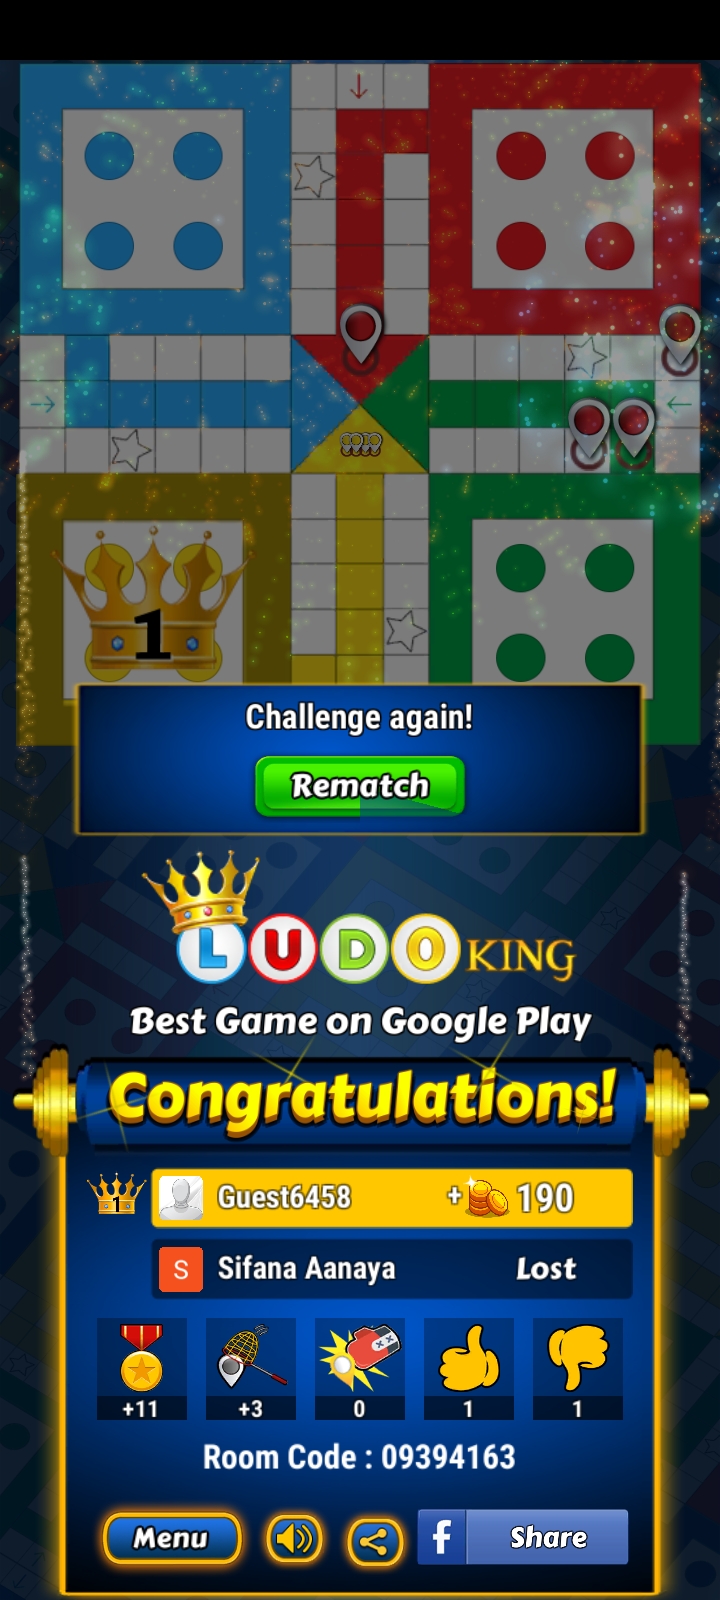 1
Challenge again!
Rematch
LUDO KING
Best Game on Google Play
Congratulations!
1 Guest6458 + 190
S Sifana Aanaya Lost
+11 +3 0 1 1
Room Code : 09394163
Menu f Share